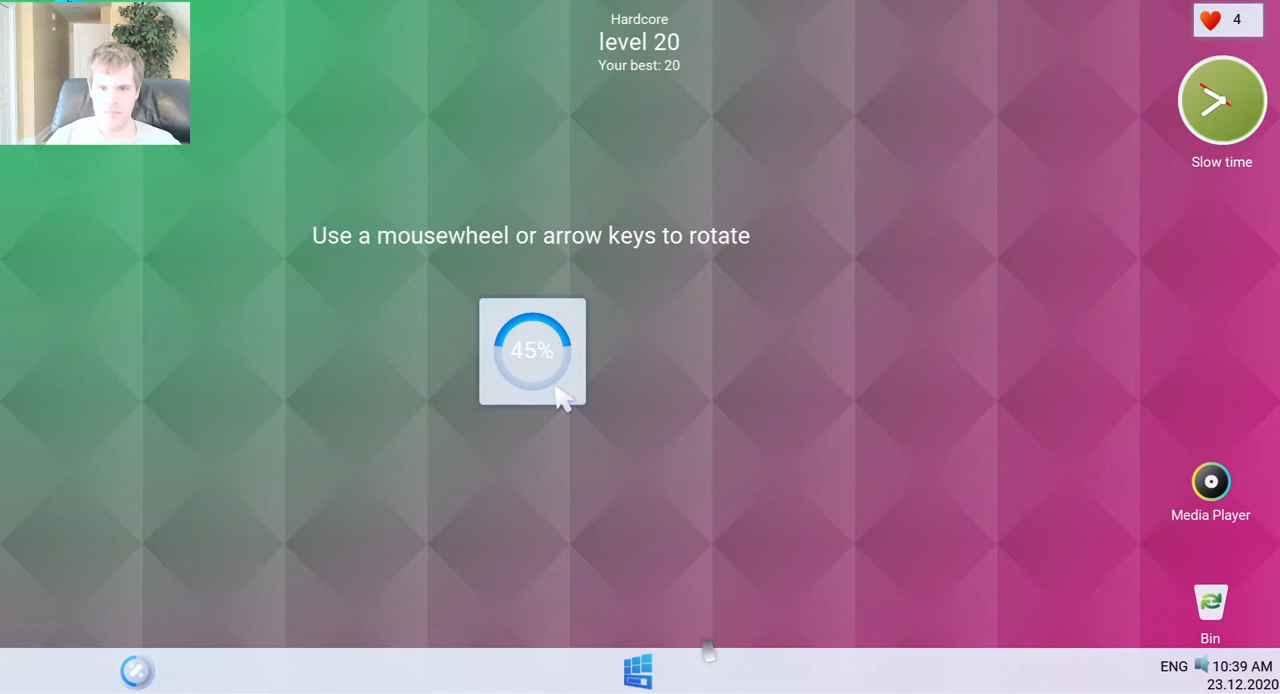 Hardcore
level 20
Your best: 20
4
Slow time
Use a mousewheel or arrow keys to rotate
45%
Media Player
Bin
ENG 10:39 AM
23.12.2020